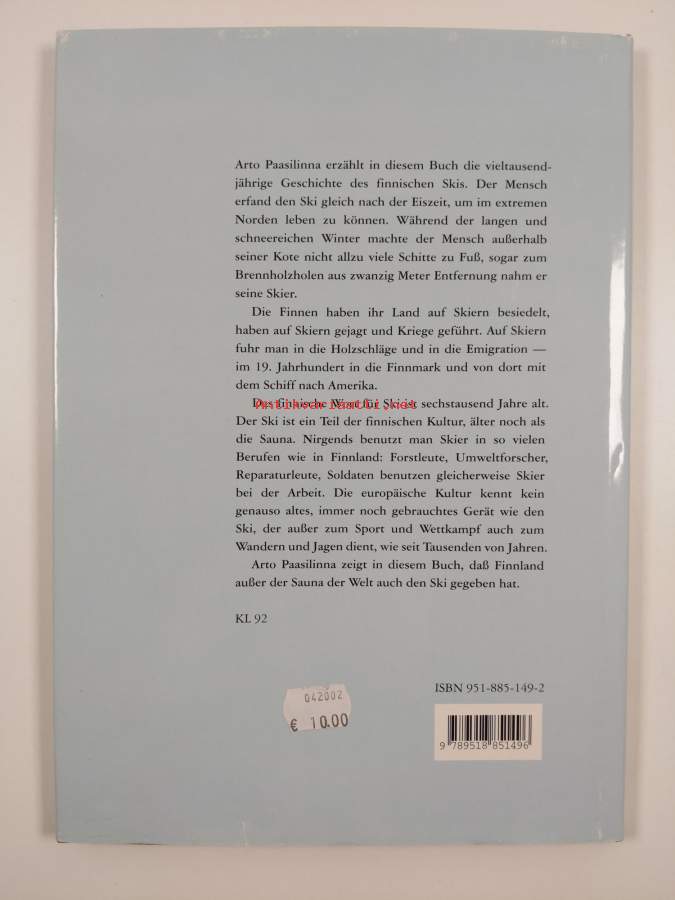 Arto Paasilinna erzählt in diesem Buch die vieltausend-
jährige Geschichte des finnischen Skis. Der Mensch
erfand den Ski gleich nach der Eiszeit, um im extremen
Norden leben zu können. Während der langen und
schneereichen Winter machte der Mensch außerhalb
seiner Kote nicht allzu viele Schitte zu Fuß, sogar zum
Brennholzholen aus zwanzig Meter Entfernung nahm er
seine Skier.
Die Finnen haben ihr Land auf Skiern besiedelt,
haben auf Skiern gejagt und Kriege geführt. Auf Skiern
fuhr man in die Holzschläge und in die Emigration —
im 19. Jahrhundert in die Finnmark und von dort mit
dem Schiff nach Amerika.
Das finnische Wort für Ski ist sechstausend Jahre alt.
Antikvariaatti.net
Der Ski ist ein Teil der finnischen Kultur, älter noch als
die Sauna. Nirgends benutzt man Skier in so vielen
Berufen wie in Finnland: Forstleute, Umweltforscher,
Reparaturleute, Soldaten benutzen gleicherweise Skier
bei der Arbeit. Die europäische Kultur kennt kein
genauso altes, immer noch gebrauchtes Gerät wie den
Ski, der außer zum Sport und Wettkampf auch zum
Wandern und Jagen dient, wie seit Tausenden von Jahren.
Arto Paasilinna zeigt in diesem Buch, daß Finnland
außer der Sauna der Welt auch den Ski gegeben hat.
KL 92
ISBN 951-885-149-2
9 789518 851496
042002
€ 10.00